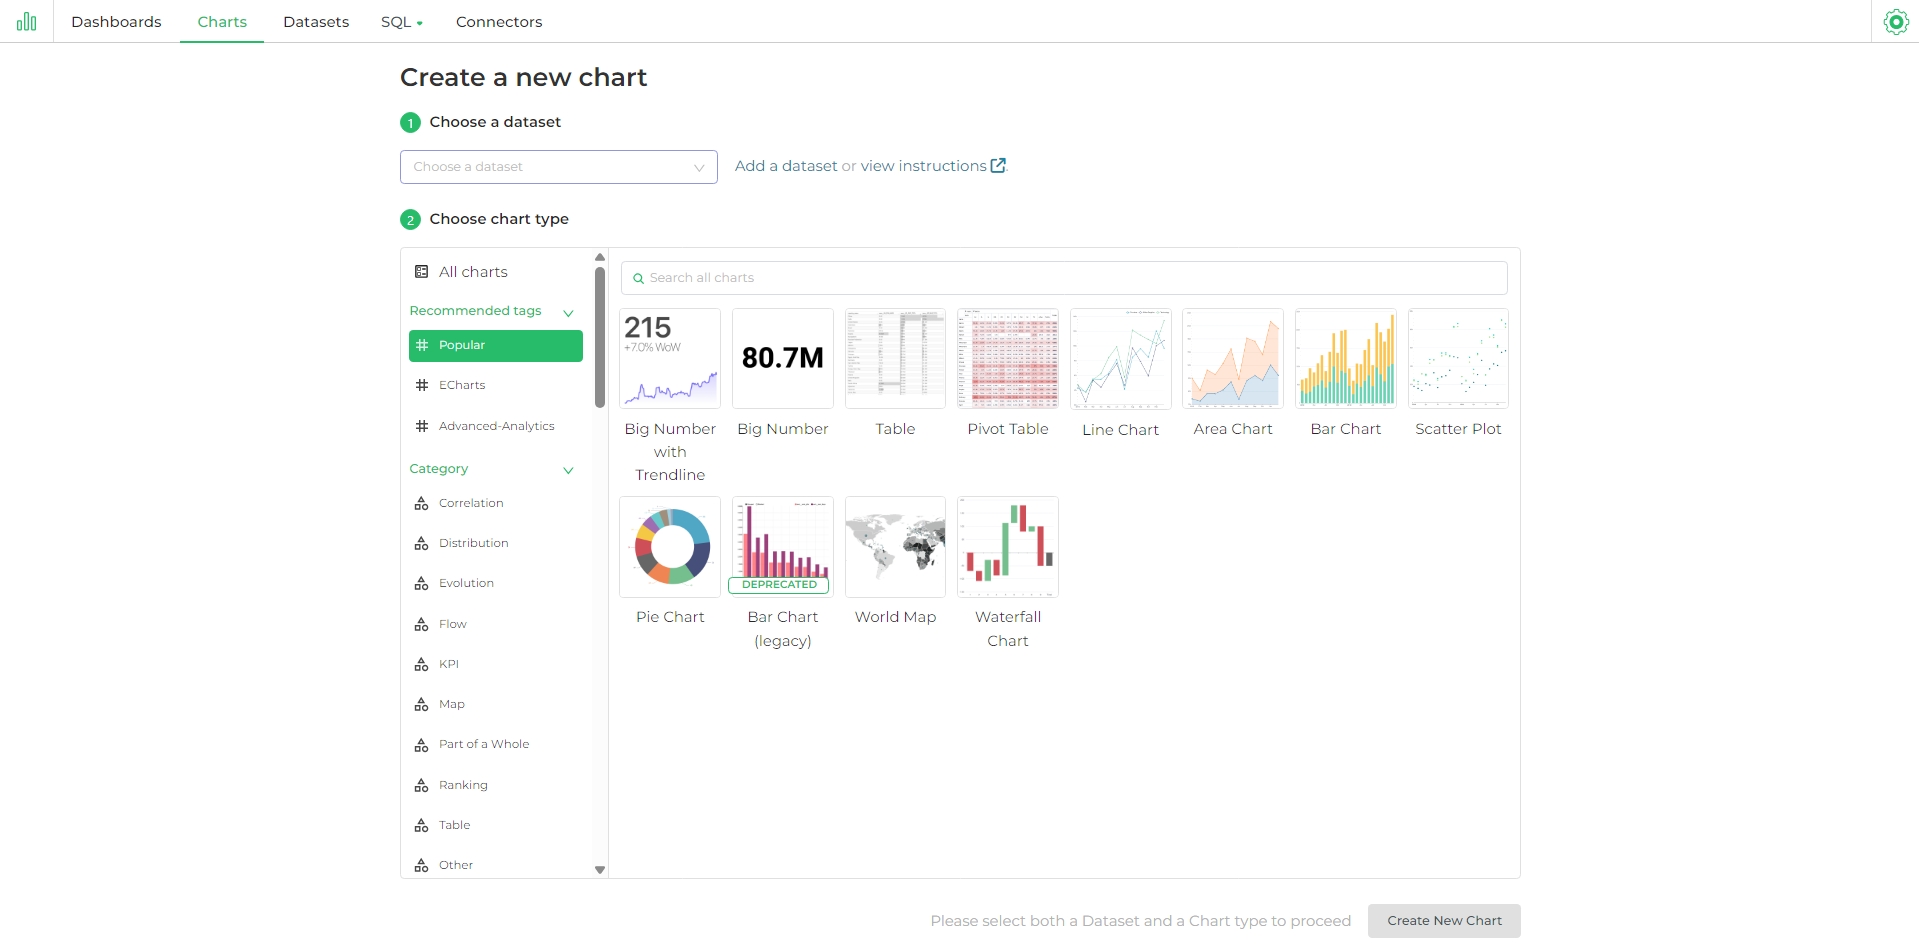 Dashboards
Charts
Datasets
SQL
Connectors
Create a new chart
1 Choose a dataset
Choose a dataset
Add a dataset or view instructions
2 Choose chart type
All charts
Recommended tags
Popular
ECharts
Advanced-Analytics
Category
Correlation
Distribution
Evolution
Flow
KPI
Map
Part of a Whole
Ranking
Table
Other
Search all charts
215
+7.0% WoW
80.7M
Big Number
with
Trendline
Big Number
Table
Pivot Table
Line Chart
Area Chart
Bar Chart
Scatter Plot
DEPRECATED
Pie Chart
Bar Chart
(legacy)
World Map
Waterfall
Chart
Please select both a Dataset and a Chart type to proceed
Create New Chart